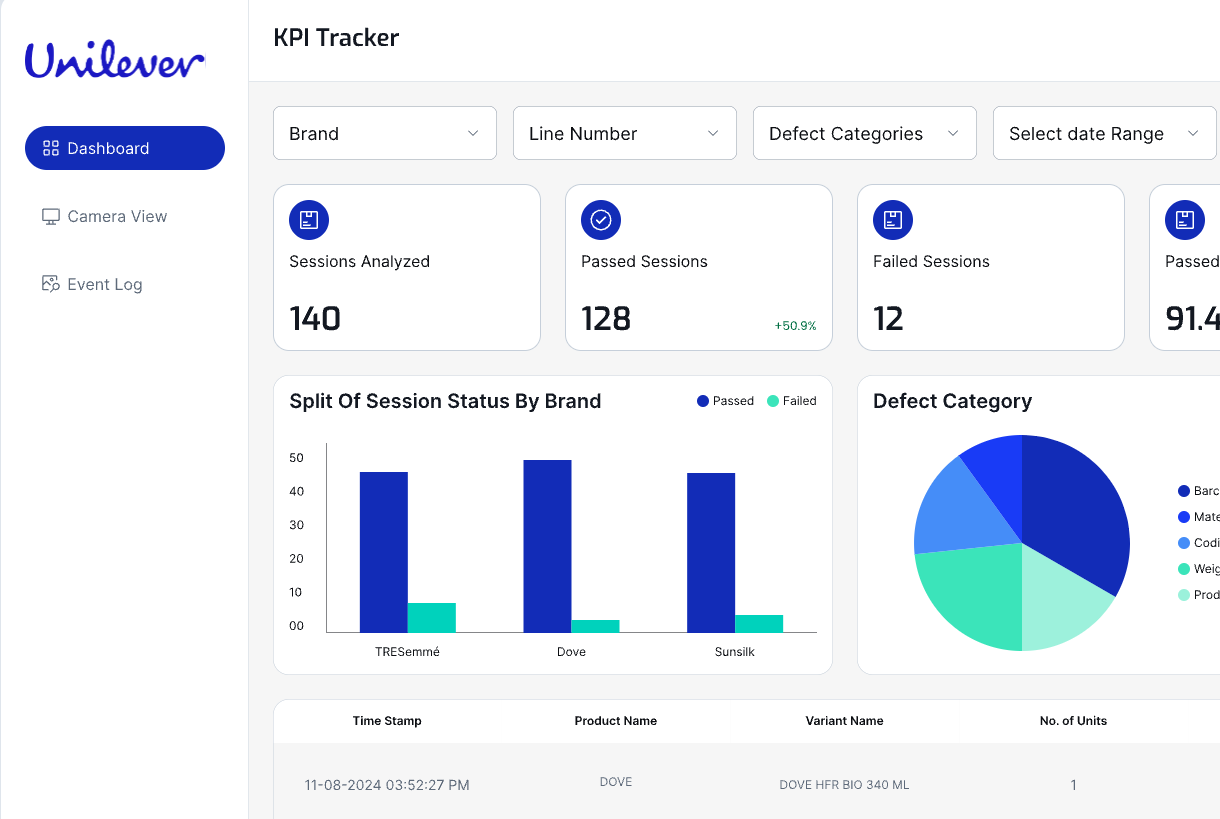 Unilever
KPI Tracker
Dashboard
Camera View
Event Log
Brand
Line Number
Defect Categories
Select date Range
Sessions Analyzed
140
Passed Sessions
128
+50.9%
Failed Sessions
12
Passed
91.4
Split Of Session Status By Brand
Passed
Failed
50
40
30
20
10
00
TRESemmé
Dove
Sunsilk
Defect Category
Barc
Mate
Codi
Weig
Prod
Time Stamp
Product Name
Variant Name
No. of Units
11-08-2024 03:52:27 PM
DOVE
DOVE HFR BIO 340 ML
1